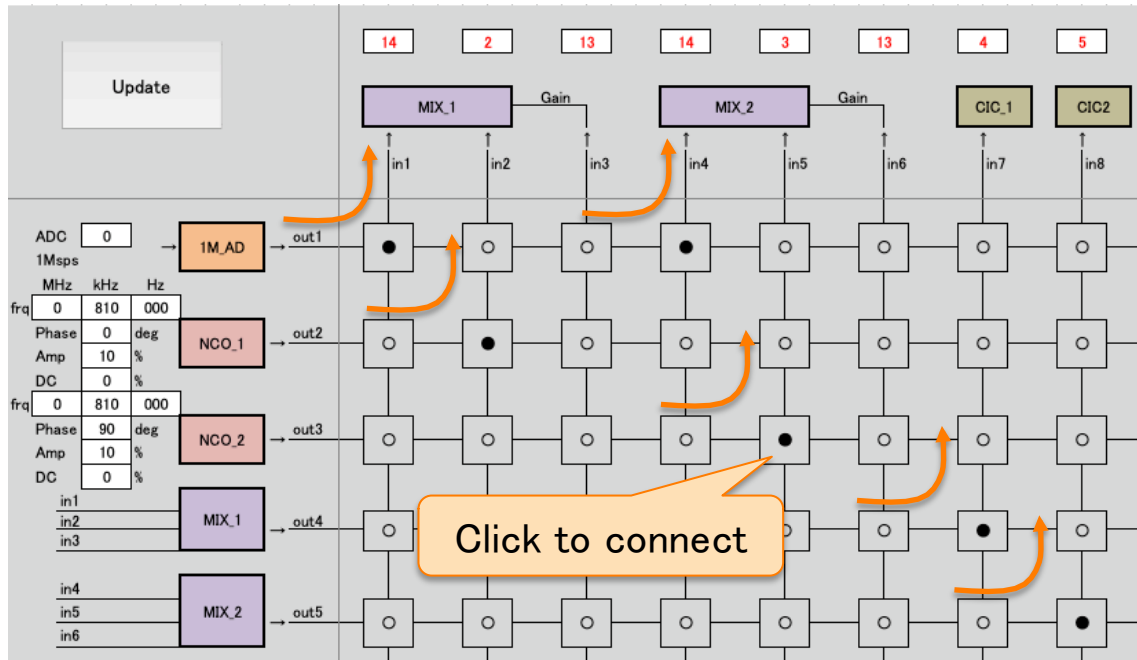 14 2 13 14 3 13 4 5
Update
MIX_1 Gain MIX_2 Gain CIC_1 CIC2
↑ ↑ ↑ ↑ ↑ ↑ ↑ ↑
in1 in2 in3 in4 in5 in6 in7 in8
ADC 0 → 1M_AD → out1
1Msps
MHz kHz Hz
frq 0 810 000
Phase 0 deg NCO_1 → out2
Amp 10 %
DC 0 %
frq 0 810 000
Phase 90 deg NCO_2 → out3
Amp 10 %
DC 0 %
in1
in2 MIX_1 → out4
in3
Click to connect
in4
in5 MIX_2 → out5
in6